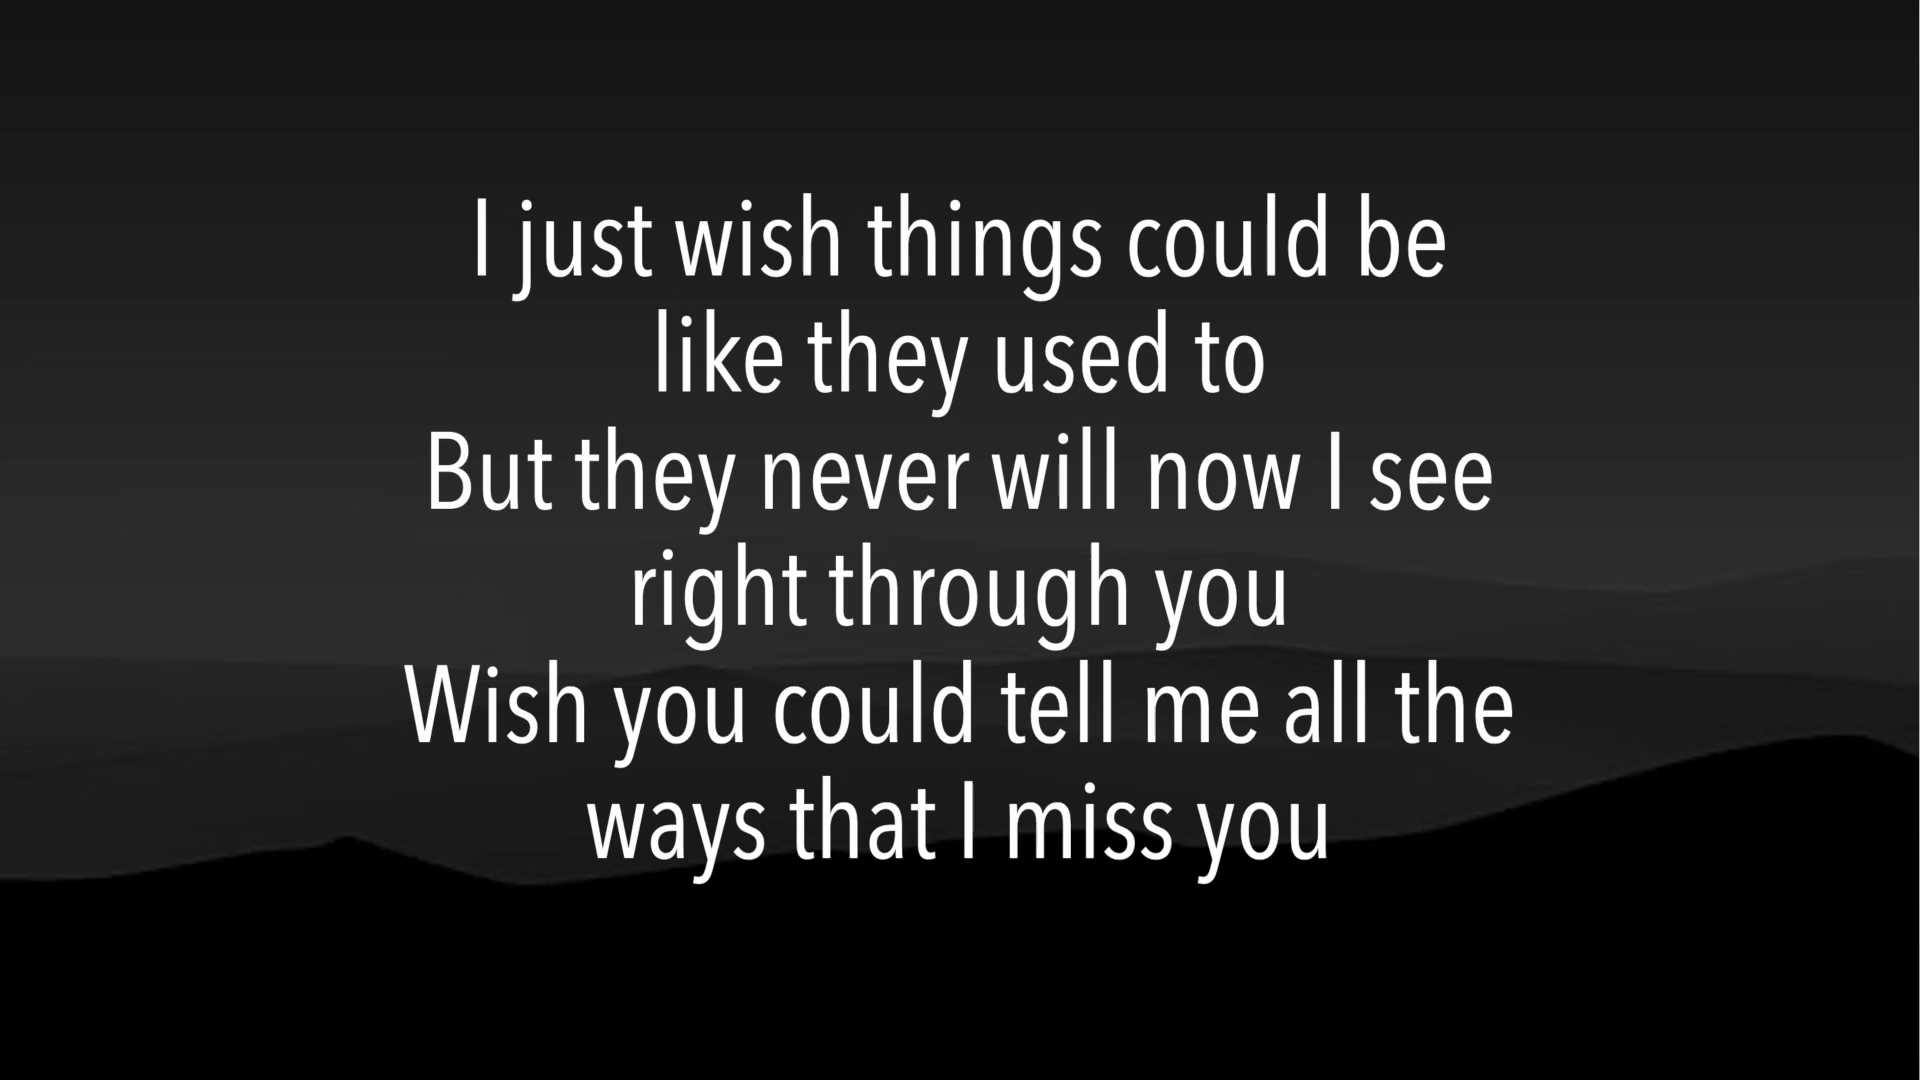 I just wish things could be
like they used to
But they never will now I see
right through you
Wish you could tell me all the
ways that I miss you